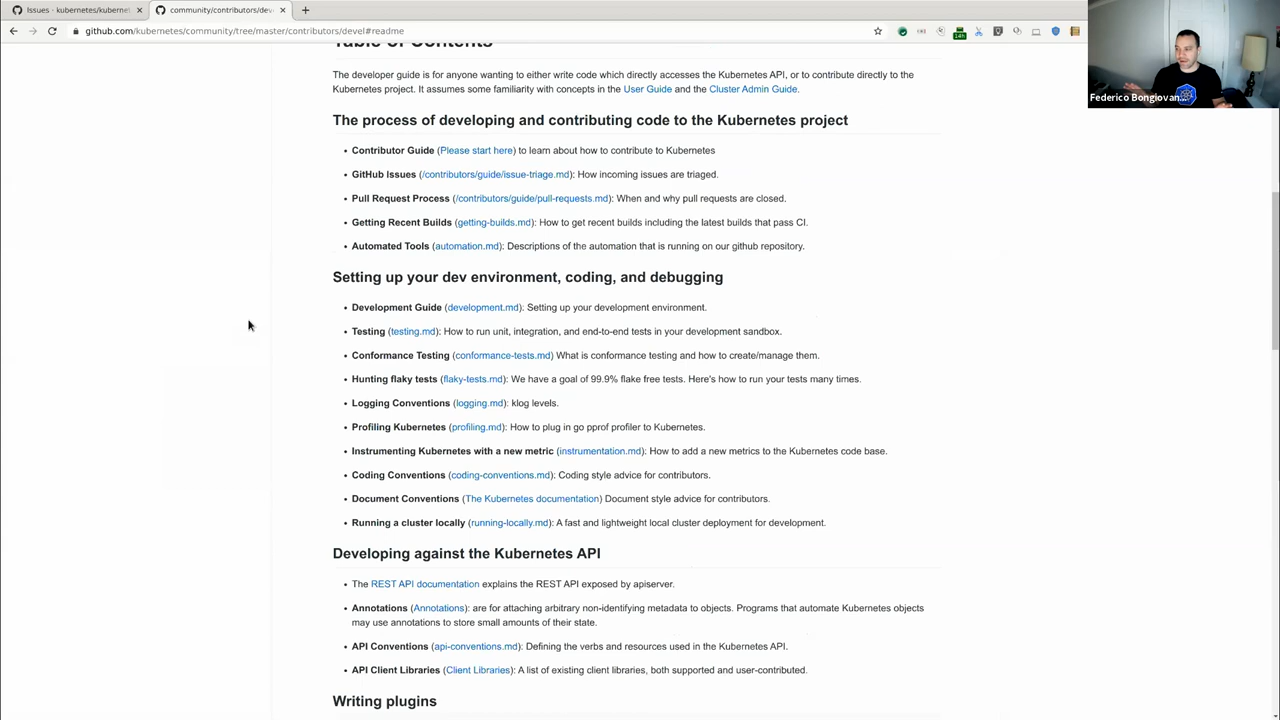 Issues · kubernetes/kuberne
community/contributors/dev
github.com/kubernetes/community/tree/master/contributors/devel#readme
14h
Federico Bongiovan...
Table of Contents
The developer guide is for anyone wanting to either write code which directly accesses the Kubernetes API, or to contribute directly to the
Kubernetes project. It assumes some familiarity with concepts in the User Guide and the Cluster Admin Guide.
The process of developing and contributing code to the Kubernetes project
• Contributor Guide (Please start here) to learn about how to contribute to Kubernetes
• GitHub Issues (/contributors/guide/issue-triage.md): How incoming issues are triaged.
• Pull Request Process (/contributors/guide/pull-requests.md): When and why pull requests are closed.
• Getting Recent Builds (getting-builds.md): How to get recent builds including the latest builds that pass CI.
• Automated Tools (automation.md): Descriptions of the automation that is running on our github repository.
Setting up your dev environment, coding, and debugging
• Development Guide (development.md): Setting up your development environment.
• Testing (testing.md): How to run unit, integration, and end-to-end tests in your development sandbox.
• Conformance Testing (conformance-tests.md) What is conformance testing and how to create/manage them.
• Hunting flaky tests (flaky-tests.md): We have a goal of 99.9% flake free tests. Here's how to run your tests many times.
• Logging Conventions (logging.md): klog levels.
• Profiling Kubernetes (profiling.md): How to plug in go pprof profiler to Kubernetes.
• Instrumenting Kubernetes with a new metric (instrumentation.md): How to add a new metrics to the Kubernetes code base.
• Coding Conventions (coding-conventions.md): Coding style advice for contributors.
• Document Conventions (The Kubernetes documentation) Document style advice for contributors.
• Running a cluster locally (running-locally.md): A fast and lightweight local cluster deployment for development.
Developing against the Kubernetes API
• The REST API documentation explains the REST API exposed by apiserver.
• Annotations (Annotations): are for attaching arbitrary non-identifying metadata to objects. Programs that automate Kubernetes objects
may use annotations to store small amounts of their state.
• API Conventions (api-conventions.md): Defining the verbs and resources used in the Kubernetes API.
• API Client Libraries (Client Libraries): A list of existing client libraries, both supported and user-contributed.
Writing plugins